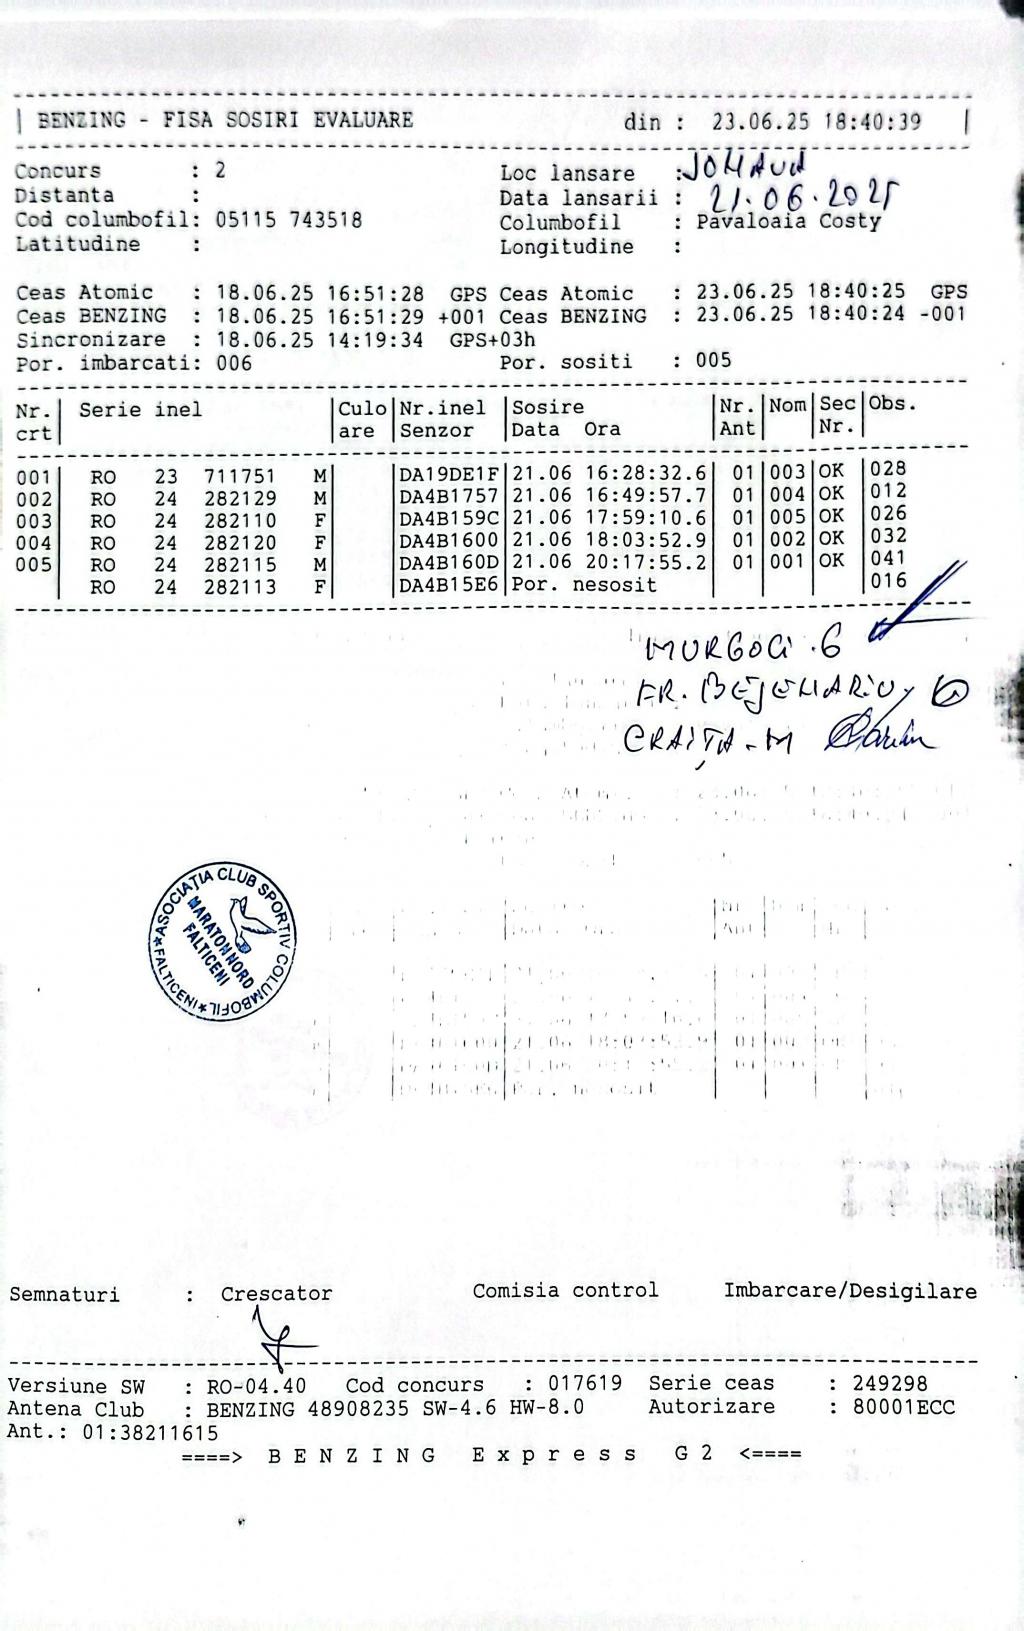 BENZING - FISA SOSIRI EVALUARE din : 23.06.25 18:40:39
Concurs : 2 Loc lansare :
Distanta : Data lansarii : 21.06.2025
Cod columbofil: 05115 743518 Columbofil : Pavaloaia Costy
Latitudine : Longitudine :
Ceas Atomic : 18.06.25 16:51:28 GPS Ceas Atomic : 23.06.25 18:40:25 GPS
Ceas BENZING : 18.06.25 16:51:29 +001 Ceas BENZING : 23.06.25 18:40:24 -001
Sincronizare : 18.06.25 14:19:34 GPS+03h
Por. imbarcati: 006 Por. sositi : 005
Nr. Serie inel Culo Nr.inel Sosire Nr. Nom Sec Obs.
crt are Senzor Data Ora Ant Nr.
001 RO 23 711751 M DA19DE1F 21.06 16:28:32.6 01 003 OK 028
002 RO 24 282129 M DA4B1757 21.06 16:49:57.7 01 004 OK 012
003 RO 24 282110 F DA4B159C 21.06 17:59:10.6 01 005 OK 026
004 RO 24 282120 F DA4B1600 21.06 18:03:52.9 01 002 OK 032
005 RO 24 282115 M DA4B160D 21.06 20:17:55.2 01 001 OK 041
RO 24 282113 F DA4B15E6 Por. nesosit 016
MURGOCI .G
FR. BEJENARIU
CRAIȚA-M
ASOCIAȚIA CLUB SPORTIV COLUMBOFIL *FALTICENI*
MARATON NORD
FALTICENI
Semnaturi : Crescator Comisia control Imbarcare/Desigilare
Versiune SW : RO-04.40 Cod concurs : 017619 Serie ceas : 249298
Antena Club : BENZING 48908235 SW-4.6 HW-8.0 Autorizare : 80001ECC
Ant.: 01:38211615
====> B E N Z I N G E x p r e s s G 2 <====